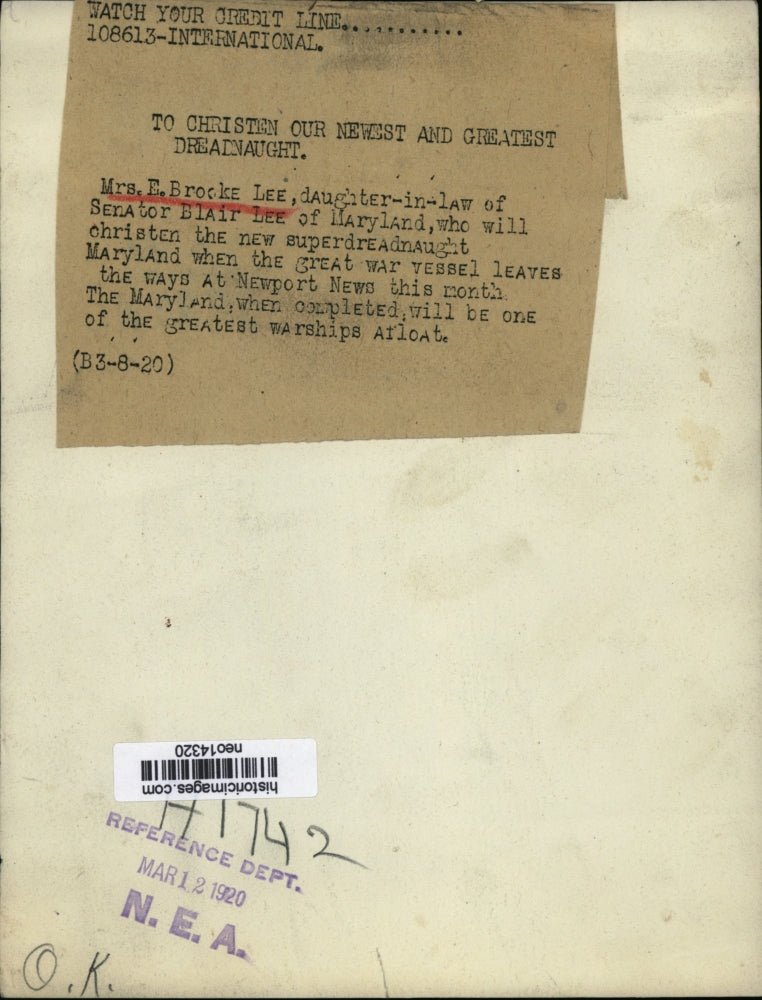 WATCH YOUR CREDIT LINE............
108613-INTERNATIONAL.
TO CHRISTEN OUR NEWEST AND GREATEST
DREADNAUGHT.
Mrs. E. Brooke Lee, daughter-in-law of
Senator Blair Lee of Maryland, who will
christen the new superdreadnaught
Maryland when the great war vessel leaves
the ways at Newport News this month.
The Maryland, when completed, will be one
of the greatest warships afloat.
(B3-8-20)
neo14320
historicimages.com
H1742
REFERENCE DEPT.
MAR 12 1920
N. E. A.
O.K.